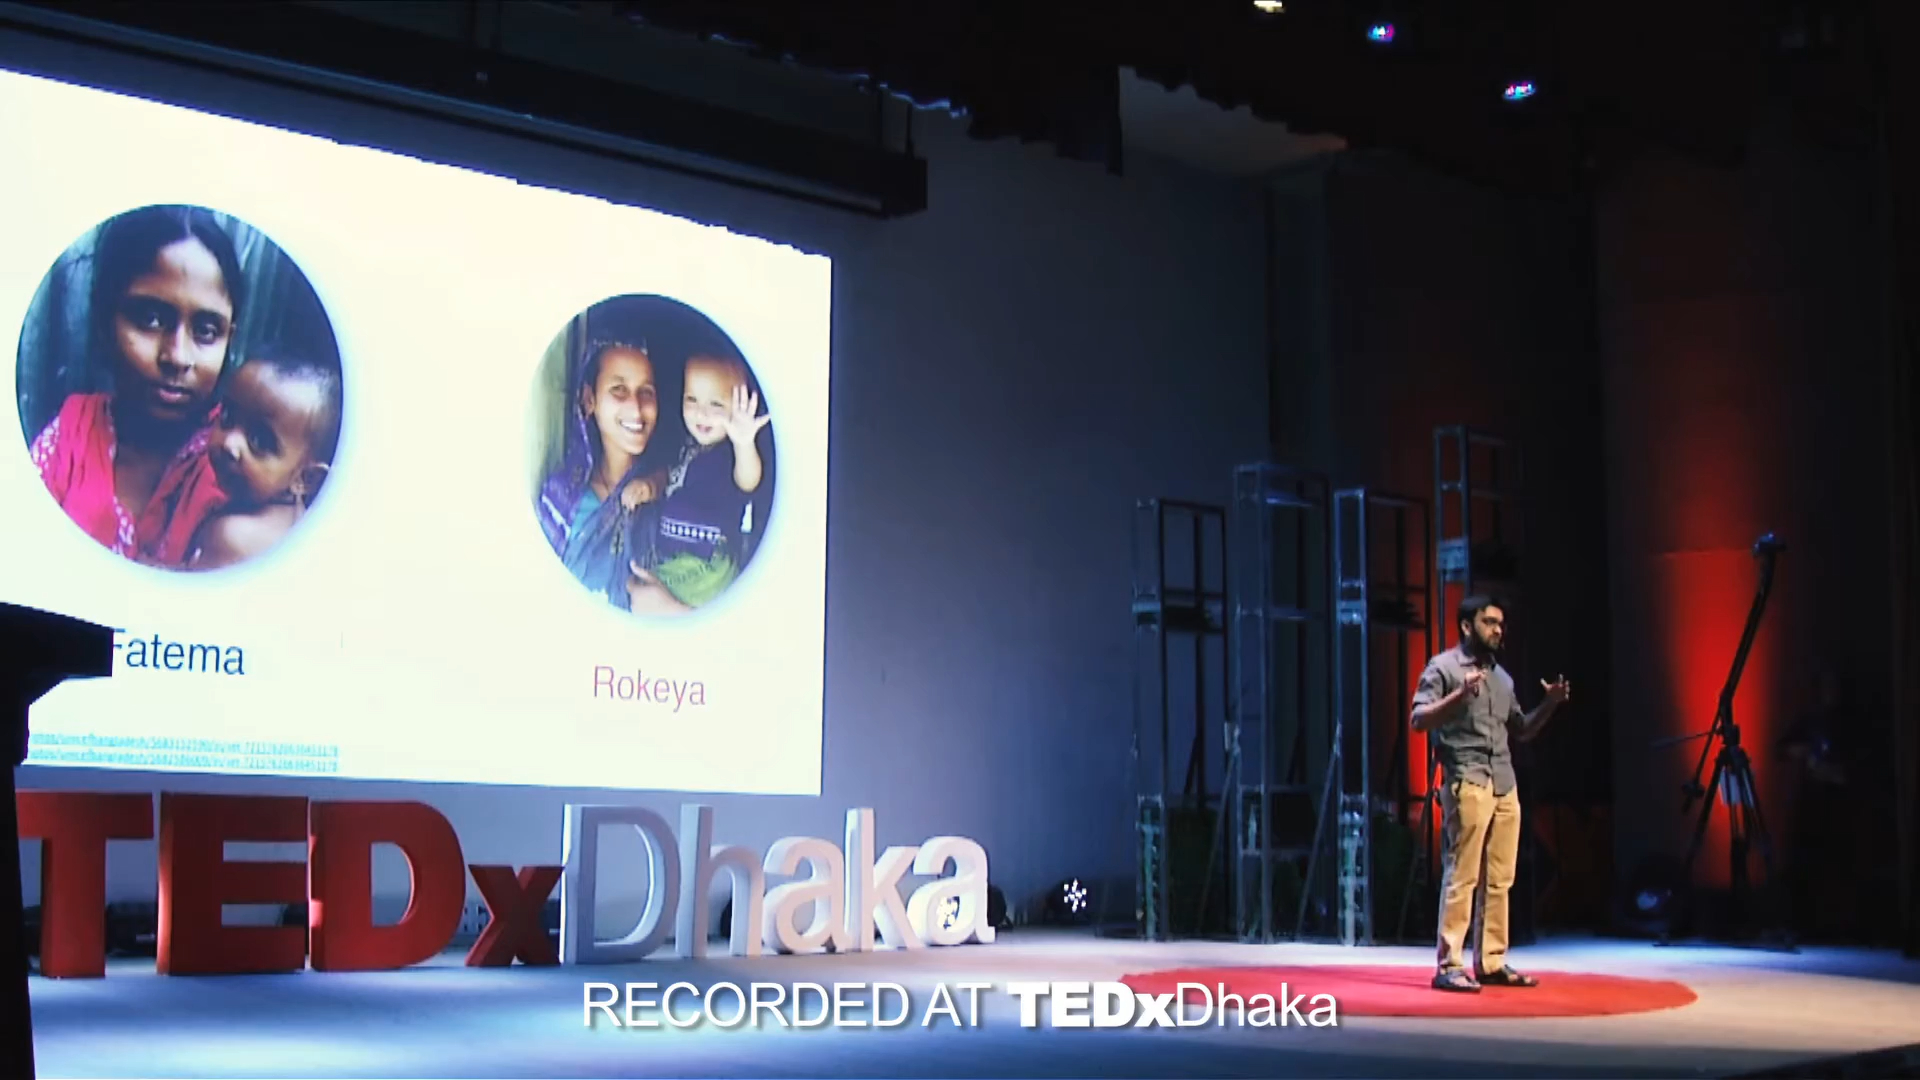 Fatema
Rokeya
TEDxDhaka
RECORDED AT TEDxDhaka